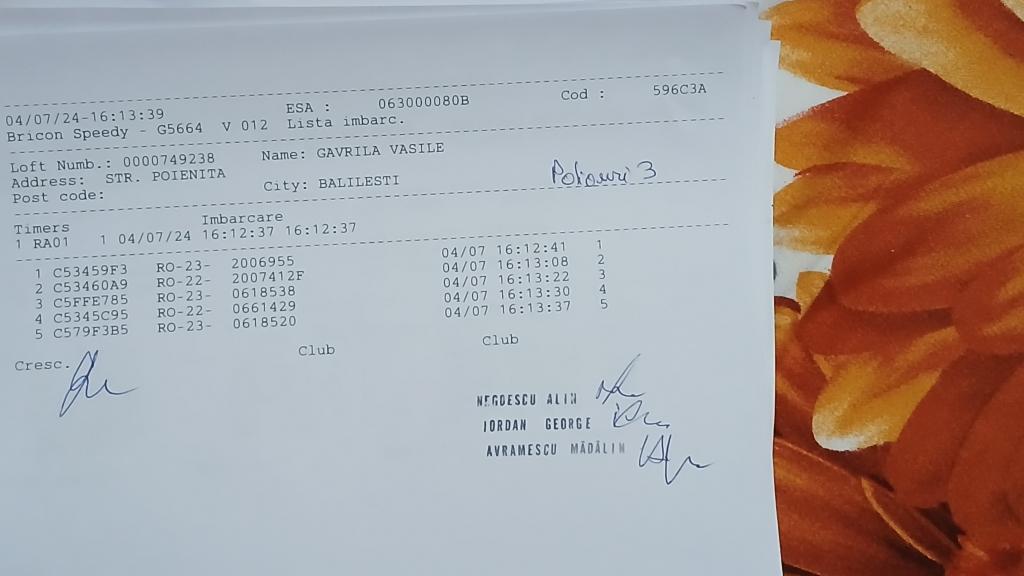 04/07/24-16:13:39 ESA : 063000080B Cod : 596C3A
Bricon Speedy - G5664 V 012 Lista imbarc.
Loft Numb.: 0000749238 Name: GAVRILA VASILE
Address: STR. POIENITA
Post code: City: BALILESTI
3
Timers Imbarcare
1 RA01 1 04/07/24 16:12:37 16:12:37
1 C53459F3 RO-23- 2006955 04/07 16:12:41 1
2 C53460A9 RO-22- 2007412F 04/07 16:13:08 2
3 C5FFE785 RO-23- 0618538 04/07 16:13:22 3
4 C5345C95 RO-22- 0661429 04/07 16:13:30 4
5 C579F3B5 RO-23- 0618520 04/07 16:13:37 5
Cresc. Club Club
NEGOESCU ALIN
IORDAN GEORGE
AVRAMESCU MĂDĂLIN